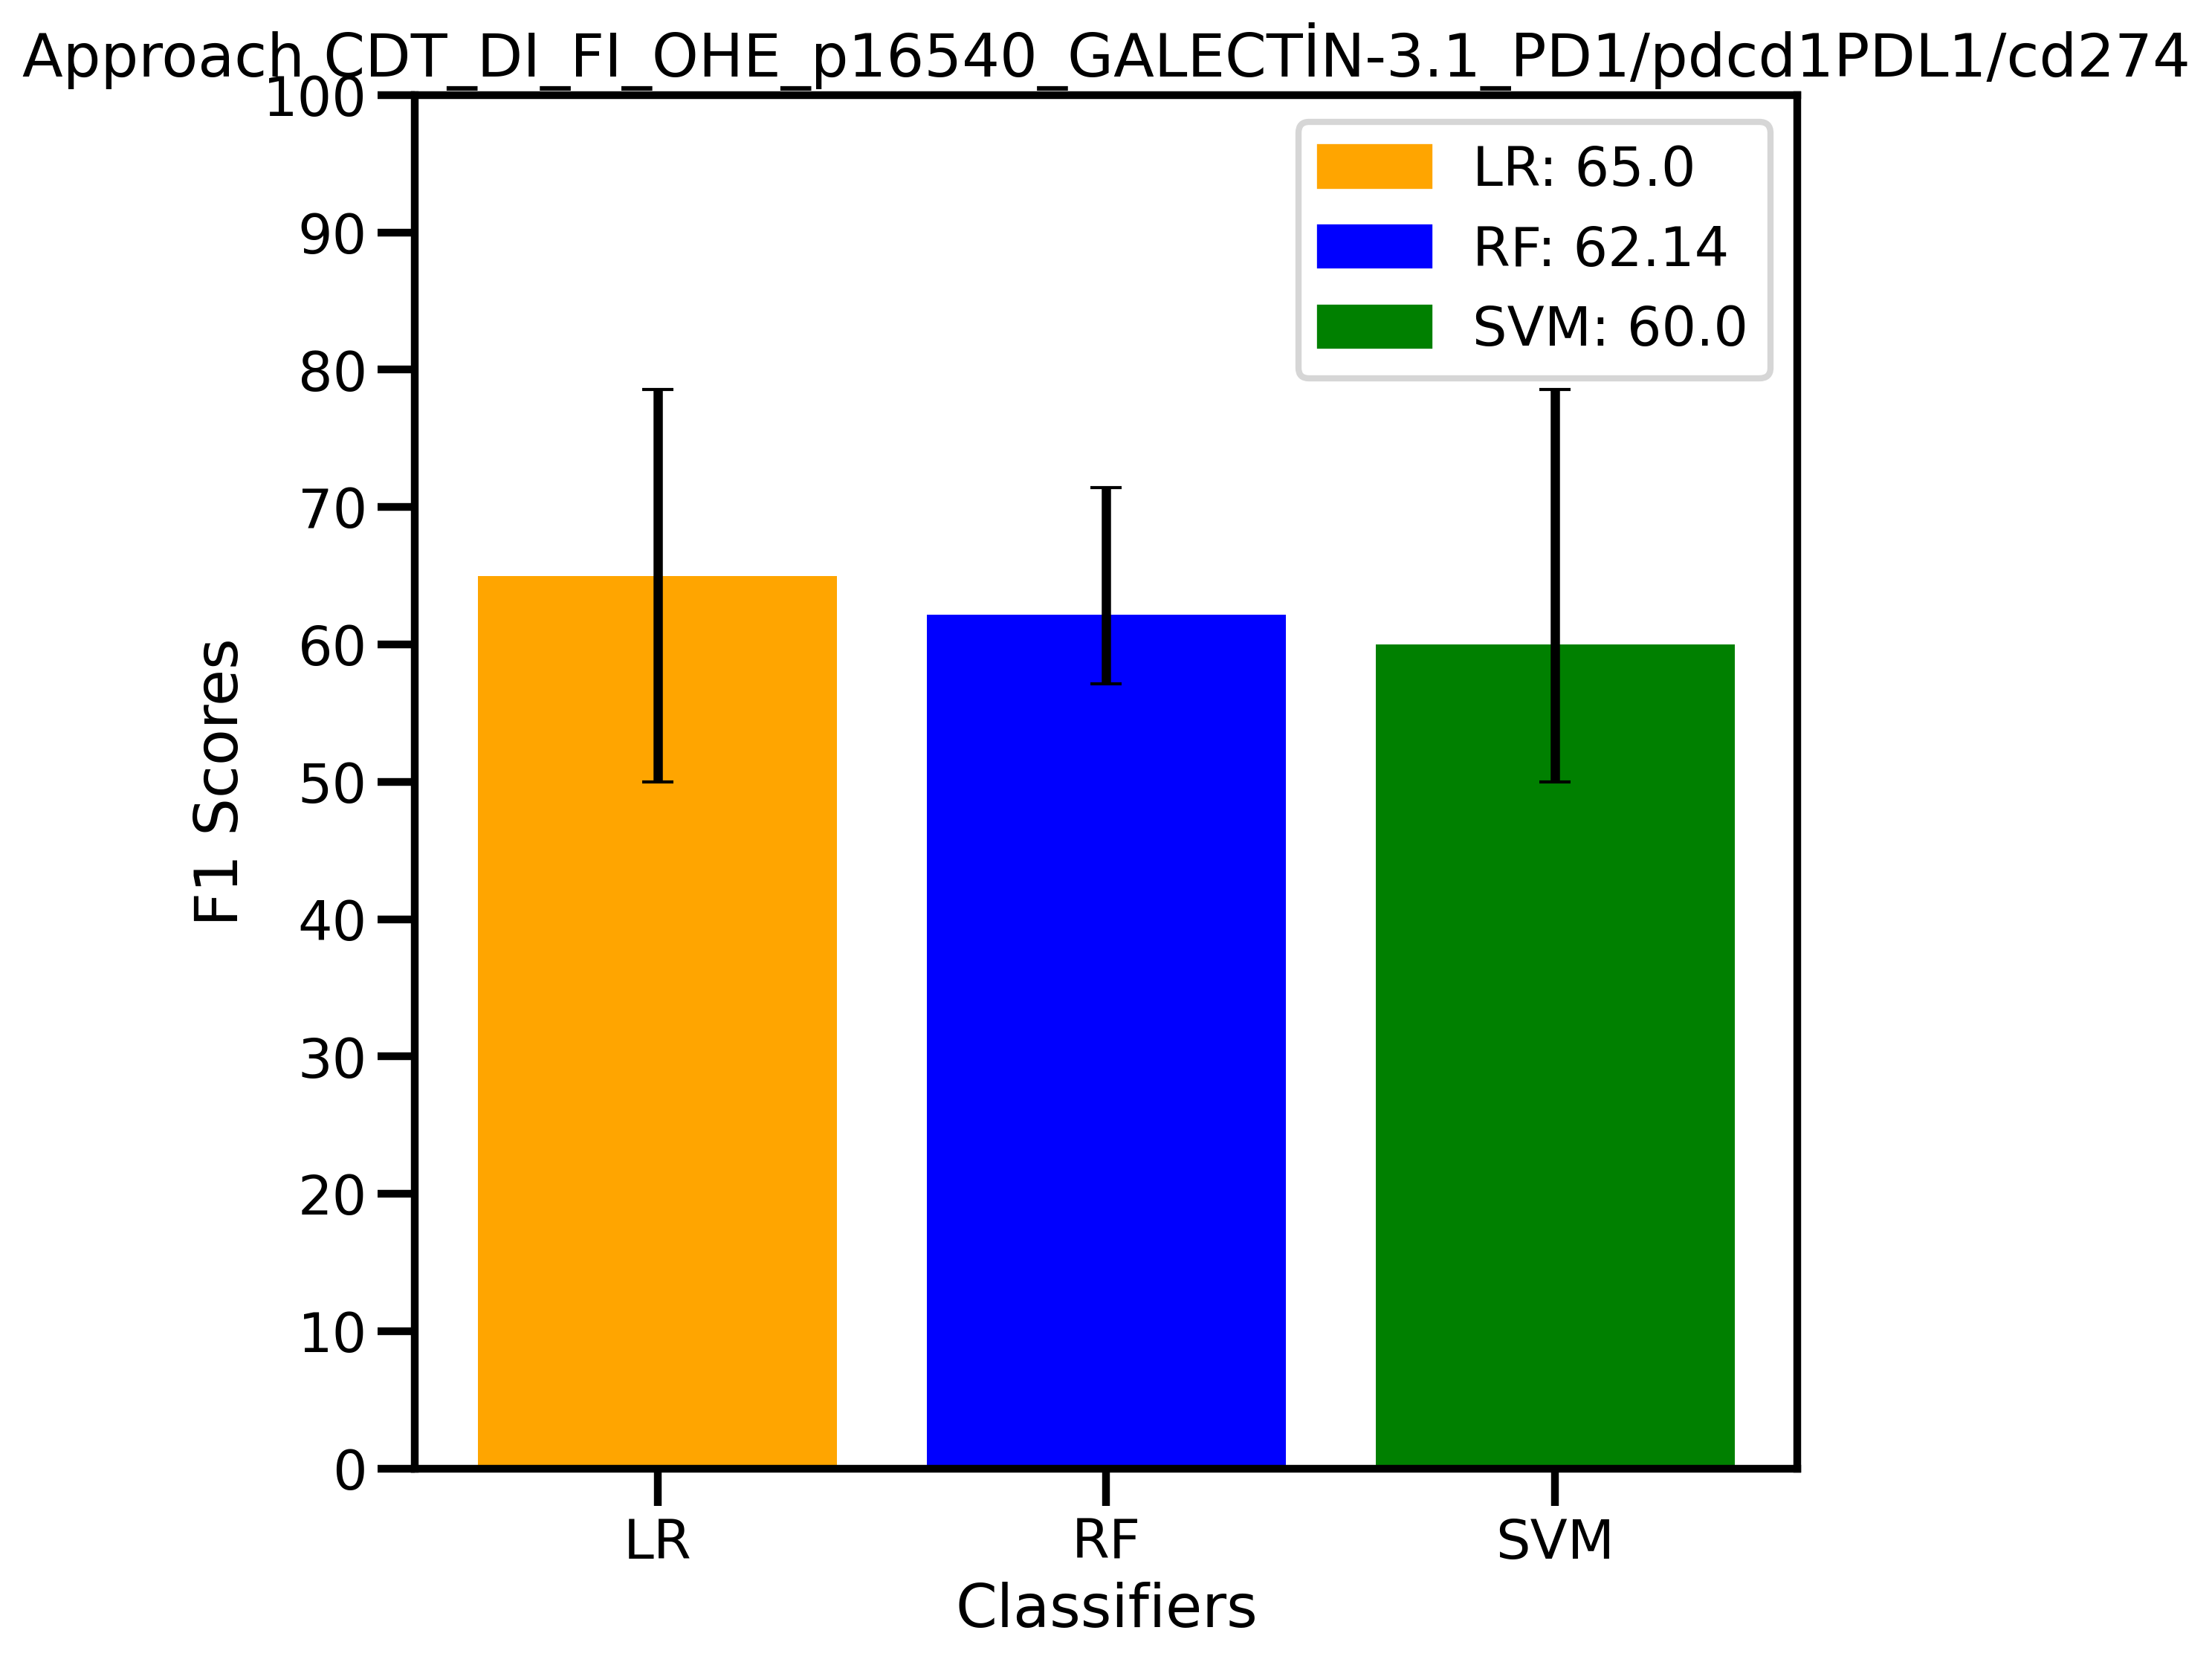 Approach CDT_DI_FI_OHE_p16540_GALECTİN-3.1_PD1/pdcd1PDL1/cd274
LR: 65.0
RF: 62.14
SVM: 60.0
F1 Scores
100
90
80
70
60
50
40
30
20
10
0
LR RF SVM
Classifiers